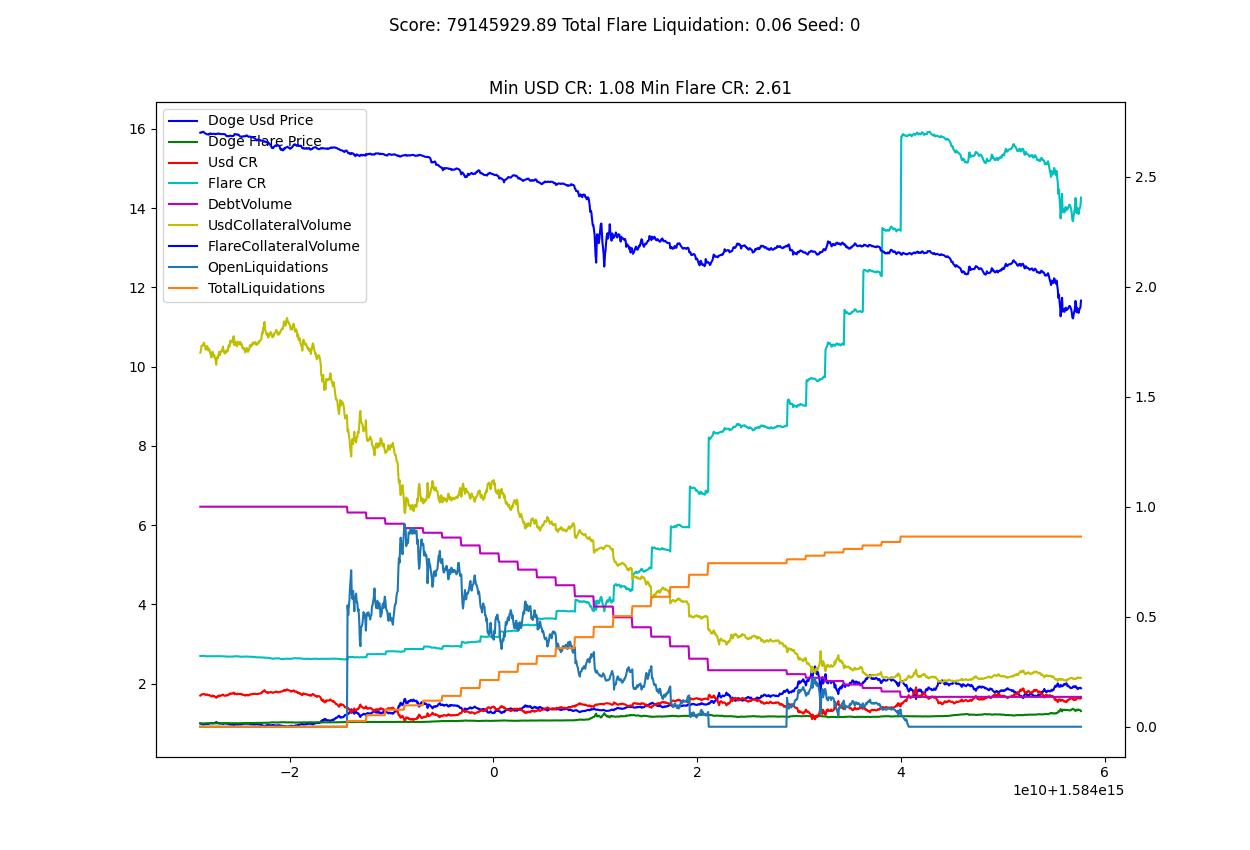 Score: 79145929.89 Total Flare Liquidation: 0.06 Seed: 0
Min USD CR: 1.08 Min Flare CR: 2.61
Doge Usd Price
Doge Flare Price
Usd CR
Flare CR
DebtVolume
UsdCollateralVolume
FlareCollateralVolume
OpenLiquidations
TotalLiquidations
16
14
12
10
8
6
4
2
2.5
2.0
1.5
1.0
0.5
0.0
−2
0
2
4
6
1e10+1.584e15